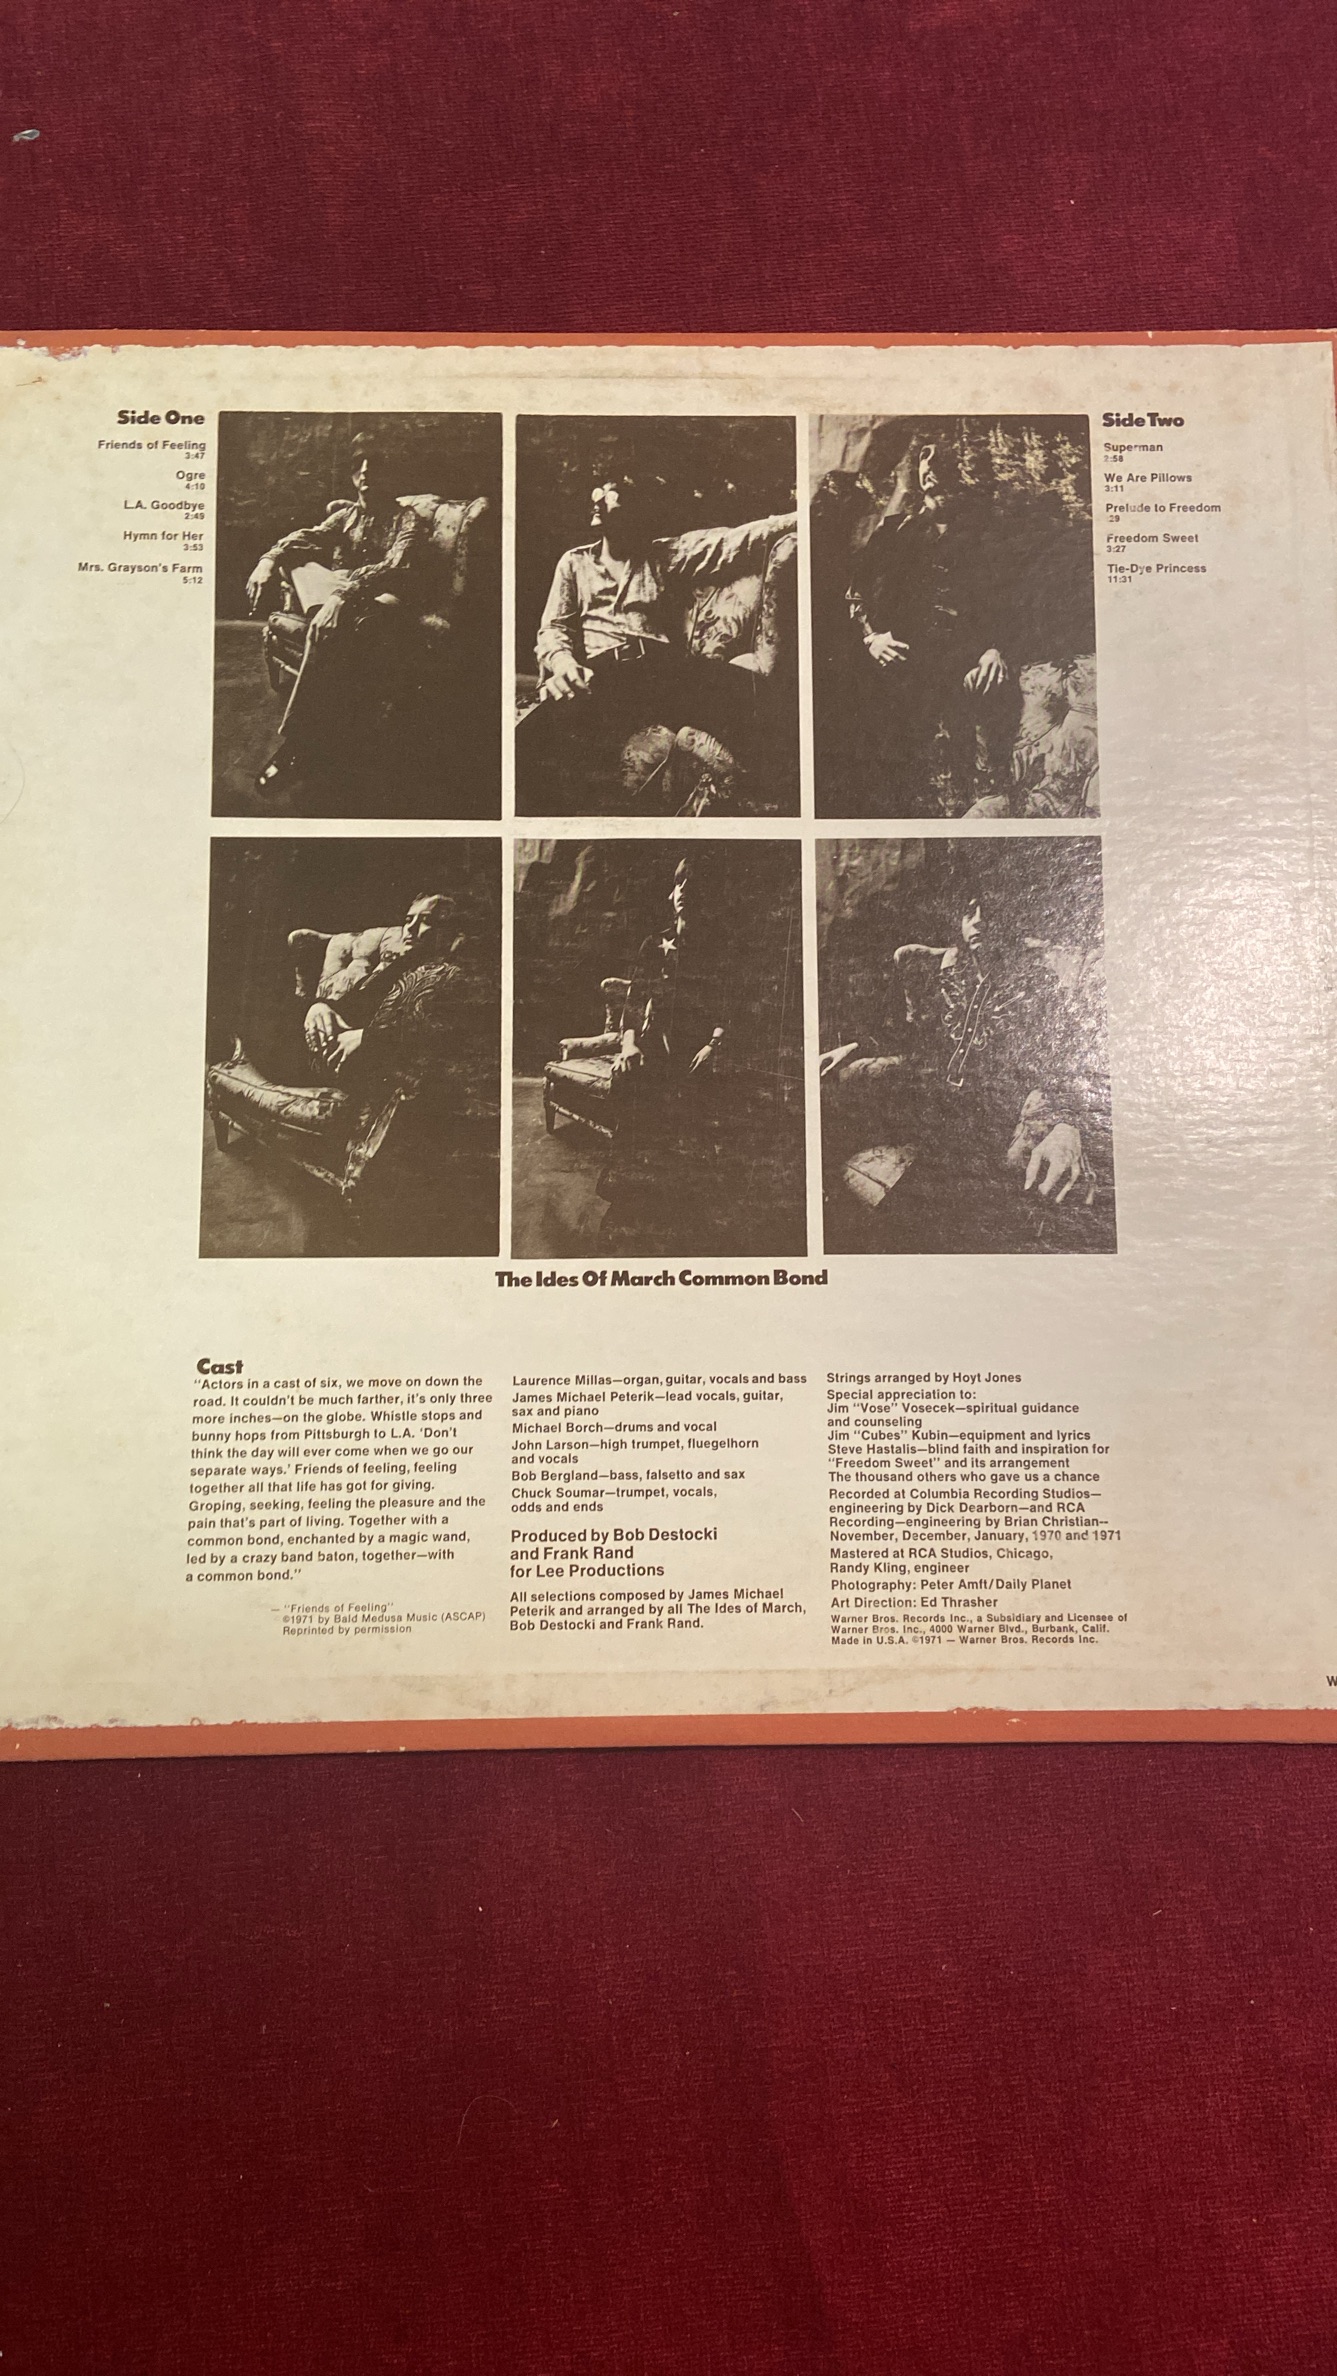 Side One
Friends of Feeling
3:47
Ogre
4:10
L.A. Goodbye
2:49
Hymn for Her
3:53
Mrs. Grayson's Farm
5:12
Side Two
Superman
2:58
We Are Pillows
3:11
Prelude to Freedom
:29
Freedom Sweet
3:27
Tie-Dye Princess
11:31
The Ides Of March Common Bond
Cast
"Actors in a cast of six, we move on down the
road. It couldn't be much farther, it's only three
more inches—on the globe. Whistle stops and
bunny hops from Pittsburgh to L.A. 'Don't
think the day will ever come when we go our
separate ways.' Friends of feeling, feeling
together all that life has got for giving.
Groping, seeking, feeling the pleasure and the
pain that's part of living. Together with a
common bond, enchanted by a magic wand,
led by a crazy band baton, together—with
a common bond."
— "Friends of Feeling"
©1971 by Bald Medusa Music (ASCAP)
Reprinted by permission
Laurence Millas—organ, guitar, vocals and bass
James Michael Peterik—lead vocals, guitar,
sax and piano
Michael Borch—drums and vocal
John Larson—high trumpet, fluegelhorn
and vocals
Bob Bergland—bass, falsetto and sax
Chuck Soumar—trumpet, vocals,
odds and ends
Produced by Bob Destocki
and Frank Rand
for Lee Productions
All selections composed by James Michael
Peterik and arranged by all The Ides of March,
Bob Destocki and Frank Rand.
Strings arranged by Hoyt Jones
Special appreciation to:
Jim "Vose" Vosecek—spiritual guidance
and counseling
Jim "Cubes" Kubin—equipment and lyrics
Steve Hastalis—blind faith and inspiration for
"Freedom Sweet" and its arrangement
The thousand others who gave us a chance
Recorded at Columbia Recording Studios—
engineering by Dick Dearborn—and RCA
Recording—engineering by Brian Christian--
November, December, January, 1970 and 1971
Mastered at RCA Studios, Chicago,
Randy Kling, engineer
Photography: Peter Amft/Daily Planet
Art Direction: Ed Thrasher
Warner Bros. Records Inc., a Subsidiary and Licensee of
Warner Bros. Inc., 4000 Warner Blvd., Burbank, Calif.
Made in U.S.A. ©1971 — Warner Bros. Records Inc.
W